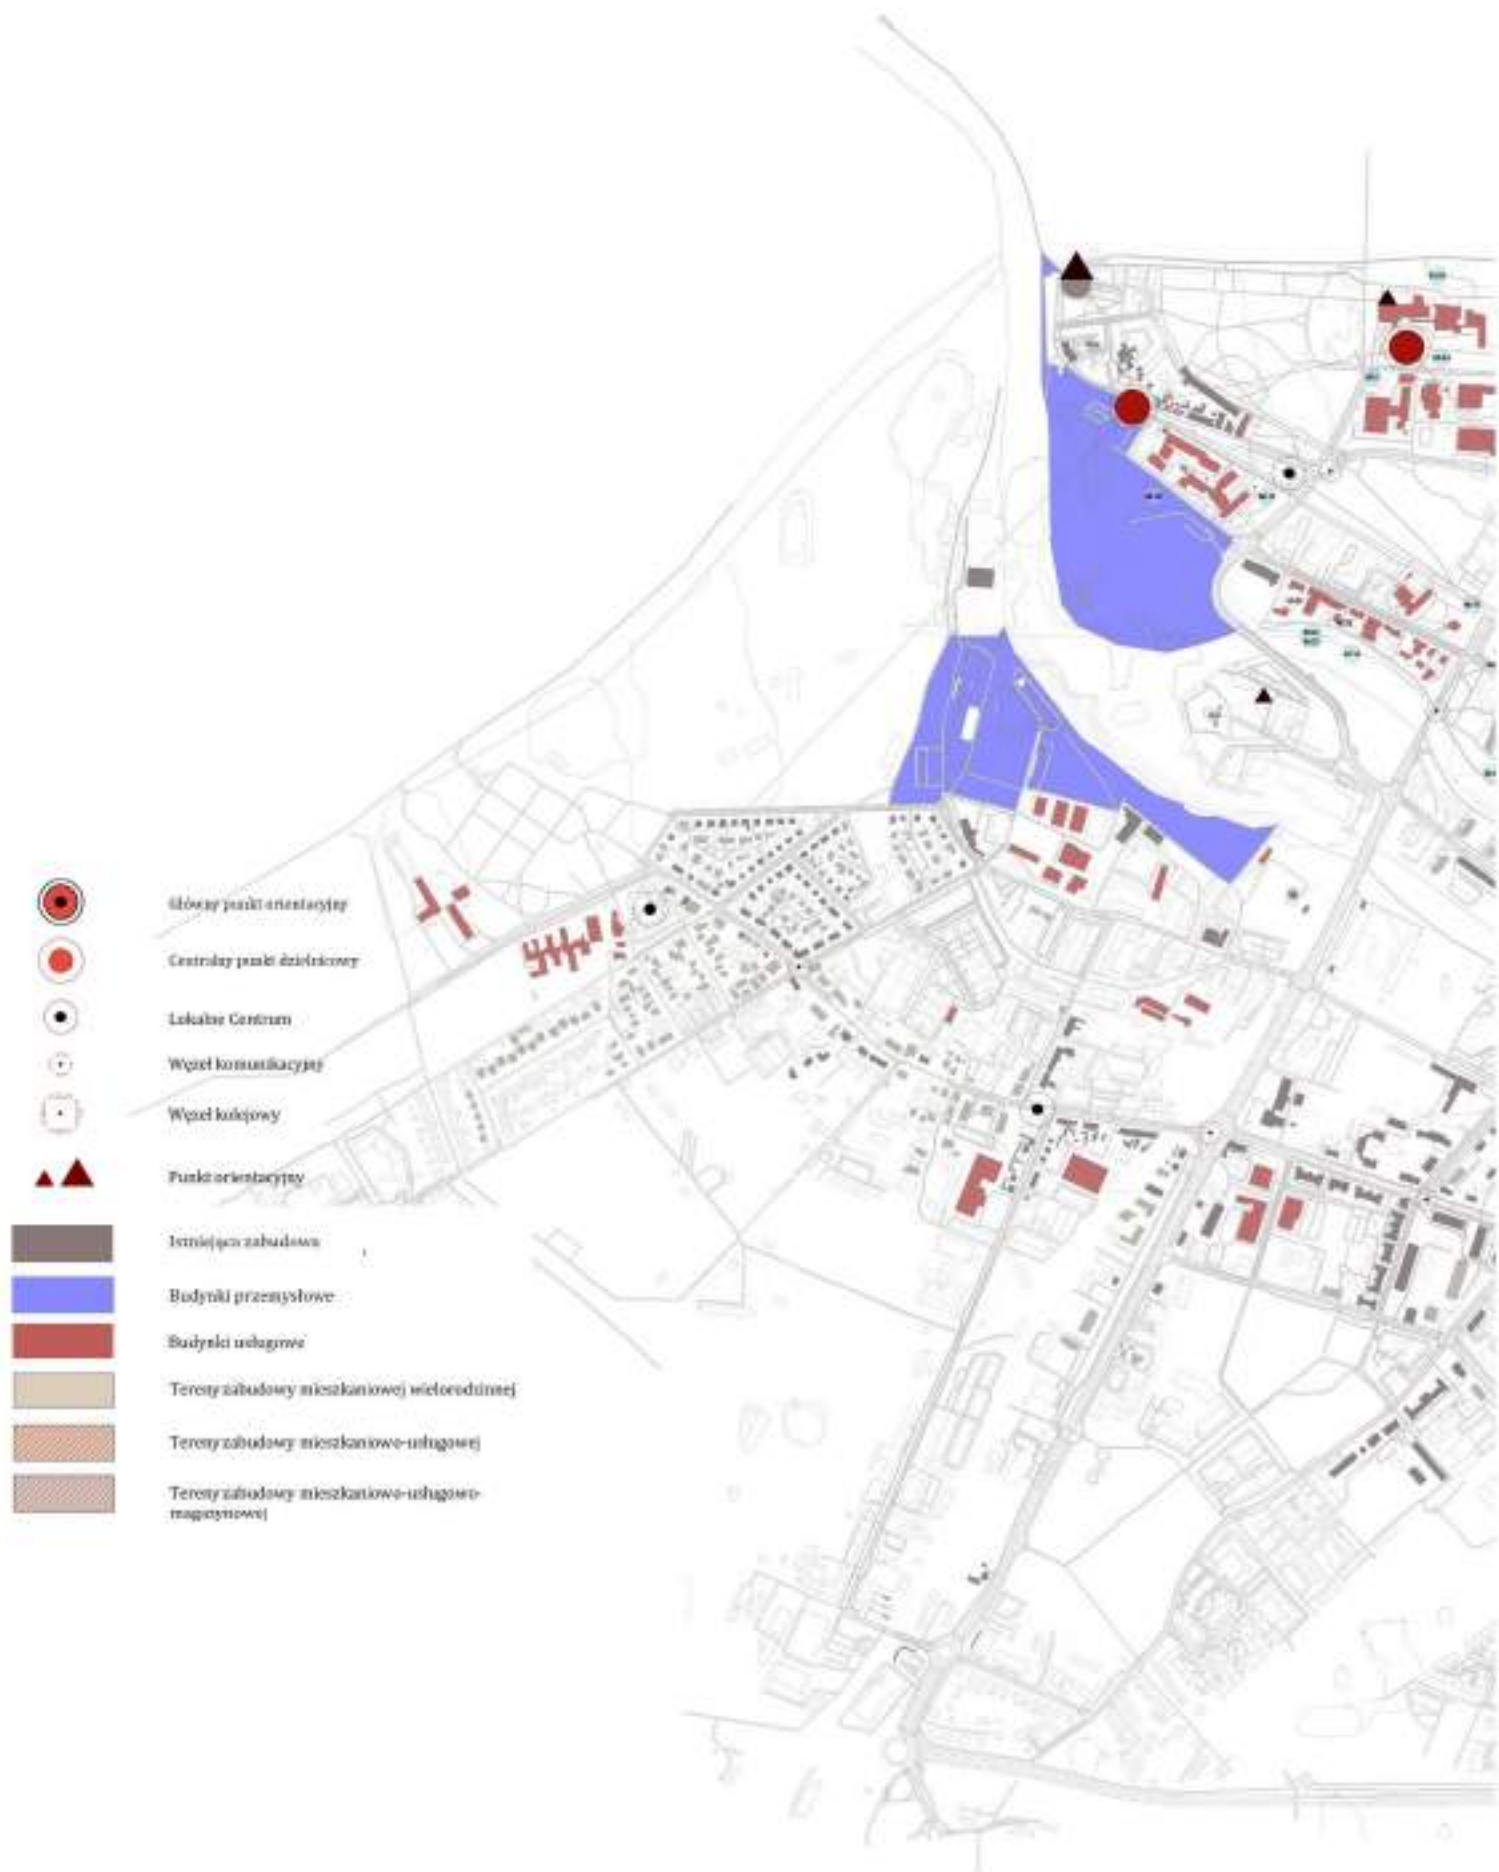 Główny punkt orientacyjny
Centralny punkt dzielnicowy
Lokalne Centrum
Węzeł komunikacyjny
Węzeł kolejowy
Punkt orientacyjny
Istniejąca zabudowa
Budynki przemysłowe
Budynki usługowe
Tereny zabudowy mieszkaniowej wielorodzinnej
Tereny zabudowy mieszkaniowo-usługowej
Tereny zabudowy mieszkaniowo-usługowo-
magazynowej